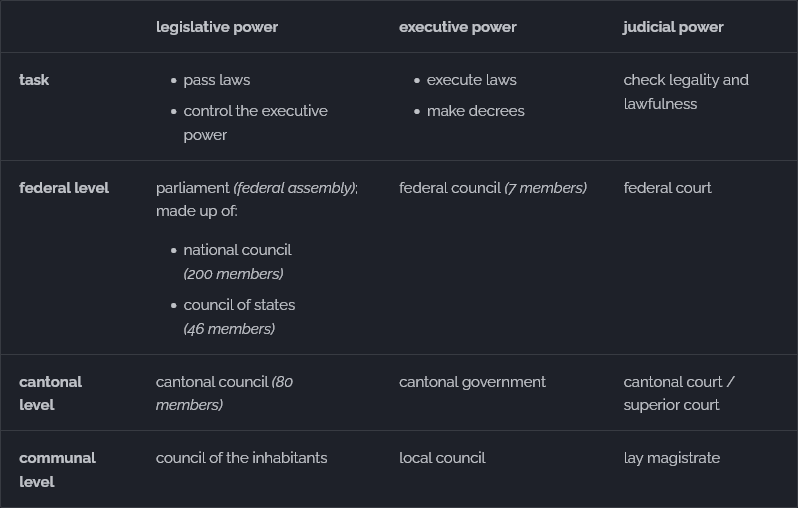 legislative power executive power judicial power
task
• pass laws
• control the executive
power
• execute laws
• make decrees
check legality and
lawfulness
federal level
parliament (federal assembly);
made up of:
• national council
(200 members)
• council of states
(46 members)
federal council (7 members)
federal court
cantonal
level
cantonal council (80
members)
cantonal government
cantonal court /
superior court
communal
level
council of the inhabitants
local council
lay magistrate